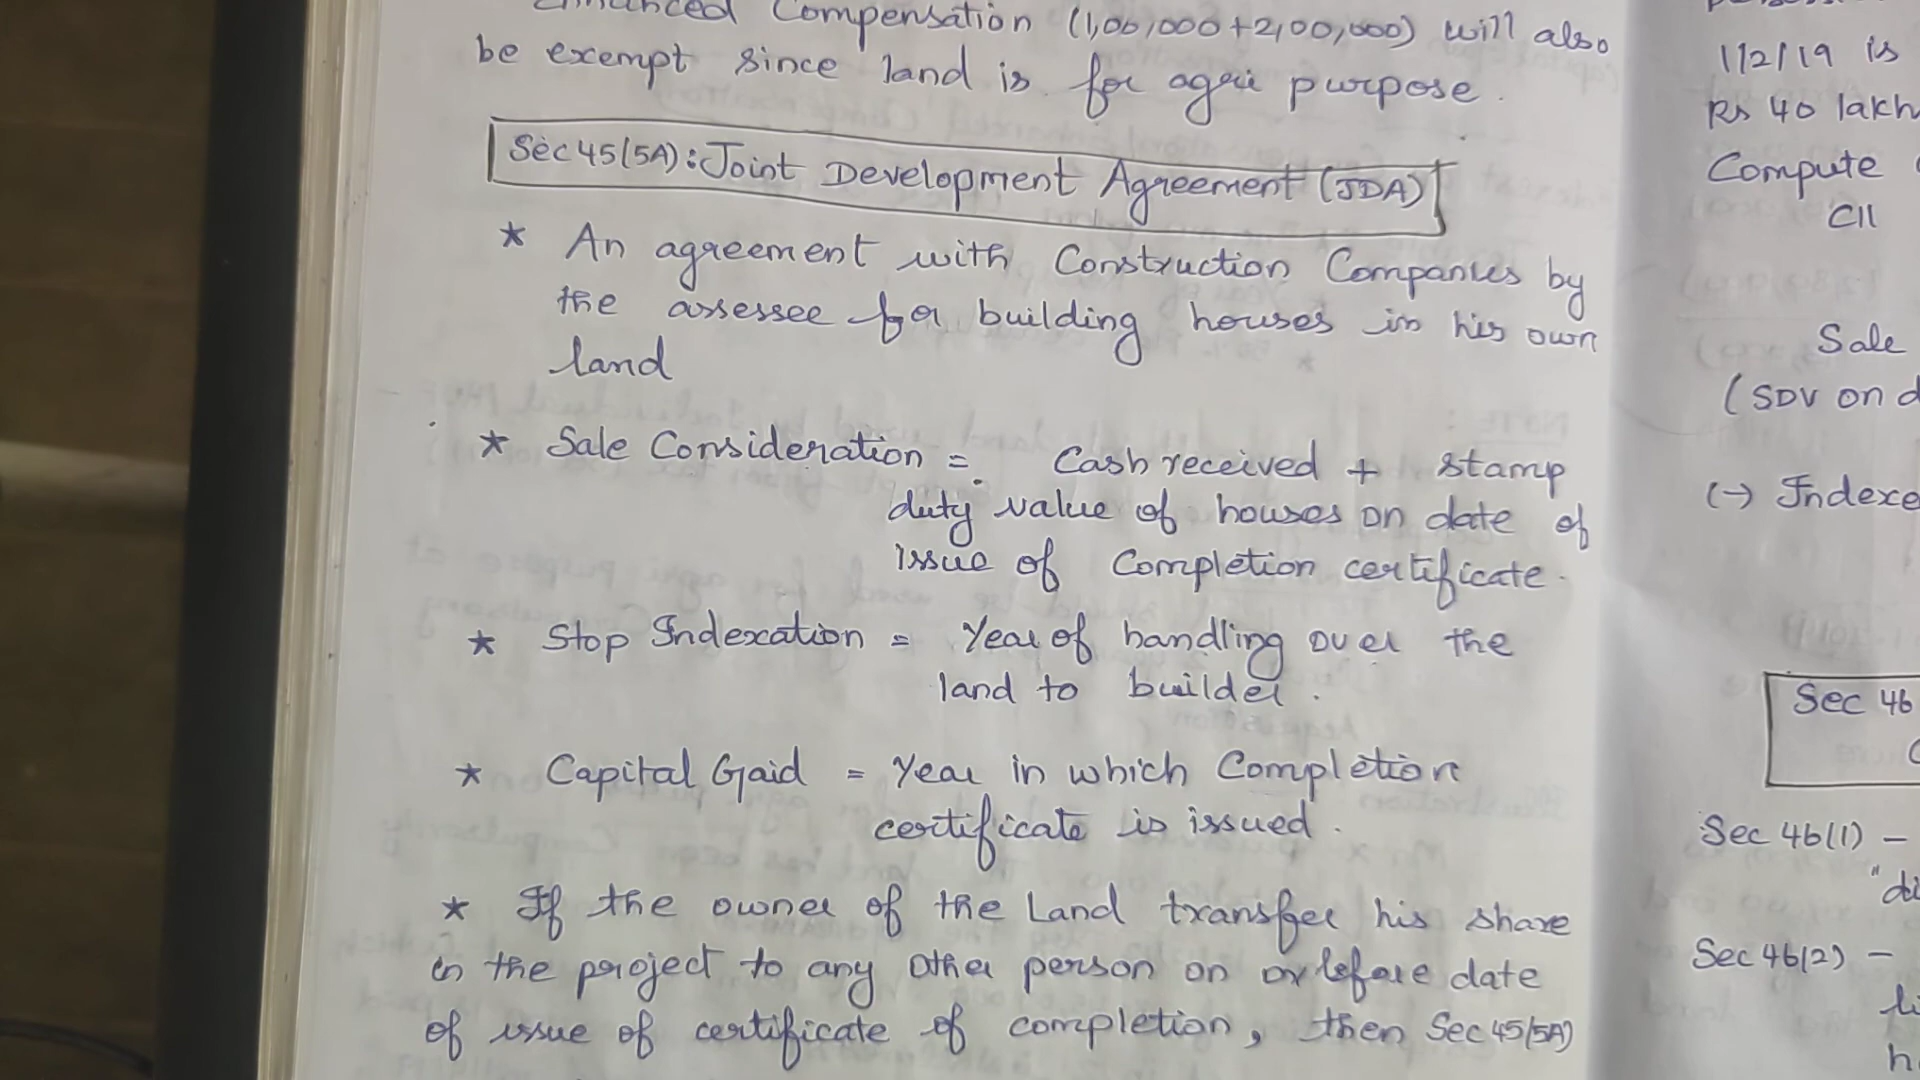 Enhanced Compensation (1,00,000+2,00,000) will also
be exempt since land is for agri purpose.
Sec 45(5A): Joint Development Agreement (JDA)
* An agreement with Construction Companies by
the assessee for building houses in his own
land
* Sale Consideration = Cash received + stamp
duty value of houses on date of
issue of Completion certificate.
* Stop Indexation = Year of handling over the
land to builder.
* Capital Gaid = Year in which Completion
certificate is issued.
* If the owner of the Land transfer his share
in the project to any other person on or before date
of issue of certificate of completion, then Sec 45(5A)
1/2/19 is
Rs 40 lakh
Compute
CII
Sale
(SDV on d
(-) Indexe
Sec 46
Sec 46(1) -
"di
Sec 46(2) -
li
h